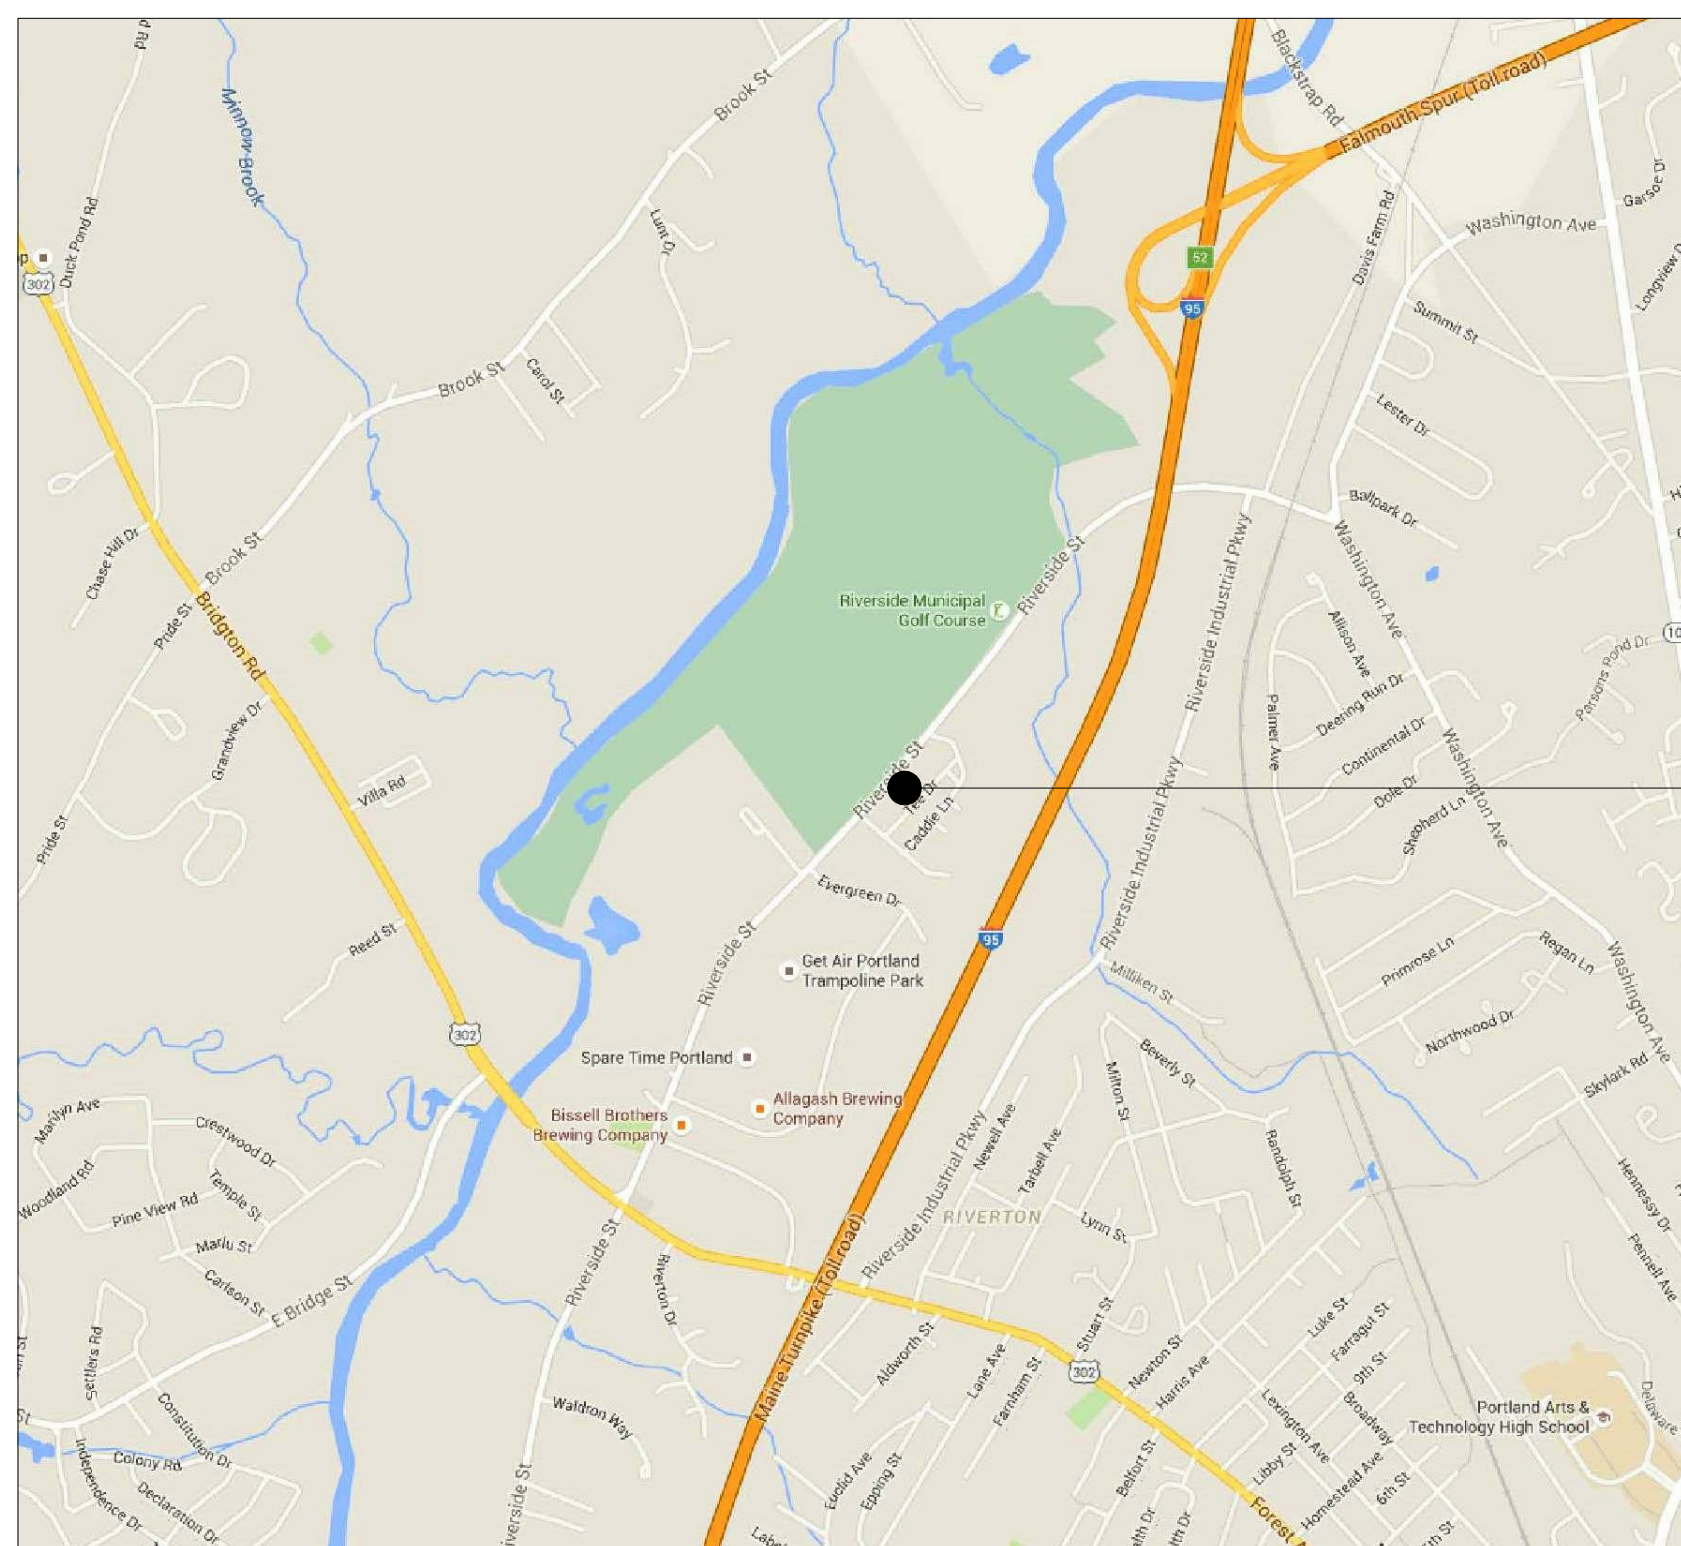 Minnow Brook
Brook St
Blackstrap Rd
Falmouth Spur (Toll road)
Duck Pond Rd
302
Lunt Dr
52
95
Davis Farm Rd
Washington Ave
Garsoe Dr
Summit St
Brook St
Carol St
Lester Dr
Ballpark Dr
Chase Hill Dr
Brook St
Pride St
Bridgton Rd
Riverside Municipal
Golf Course
Riverside St
Riverside Industrial Pkwy
Washington Ave
Allison Ave
Deering Run Dr
Continental Dr
Dole Dr
Shepherd Ln
Palmer Ave
Parsons Pond Dr
Washington Ave
Grandview Dr
Villa Rd
Pride St
Riverside St
Tee Dr
Caddie Ln
Evergreen Dr
Riverside Industrial Pkwy
Riverside Industrial Pkwy
Reed St
Riverside St
Get Air Portland
Trampoline Park
95
Milliken St
Primrose Ln
Regan Ln
Northwood Dr
Washington Ave
Skylark Rd
302
Spare Time Portland
Allagash Brewing
Company
Bissell Brothers
Brewing Company
Marilyn Ave
Crestwood Dr
Woodland Rd
Temple St
Pine View Rd
Marlu St
Carlson St
E Bridge St
Settlers Rd
Riverside St
Riverton Dr
Maine Turnpike (Toll road)
Riverside Industrial Pkwy
Newell Ave
Tarbell Ave
RIVERTON
Beverly St
Milton St
Randolph St
Lynn St
Hennessy Dr
Pennell Ave
Stuart St
Aldworth St
Lane Ave
Farnham St
302
Newton St
Harris Ave
Luke St
Farragut St
9th St
Broadway
Lexington Ave
Libby St
Homestead Ave
6th St
Portland Arts &
Technology High School
Delaware
Constitution Dr
Colony Rd
Independence Dr
Declaration Dr
Waldron Way
Riverside St
Euclid Ave
Epping St
Belfort St
Forest